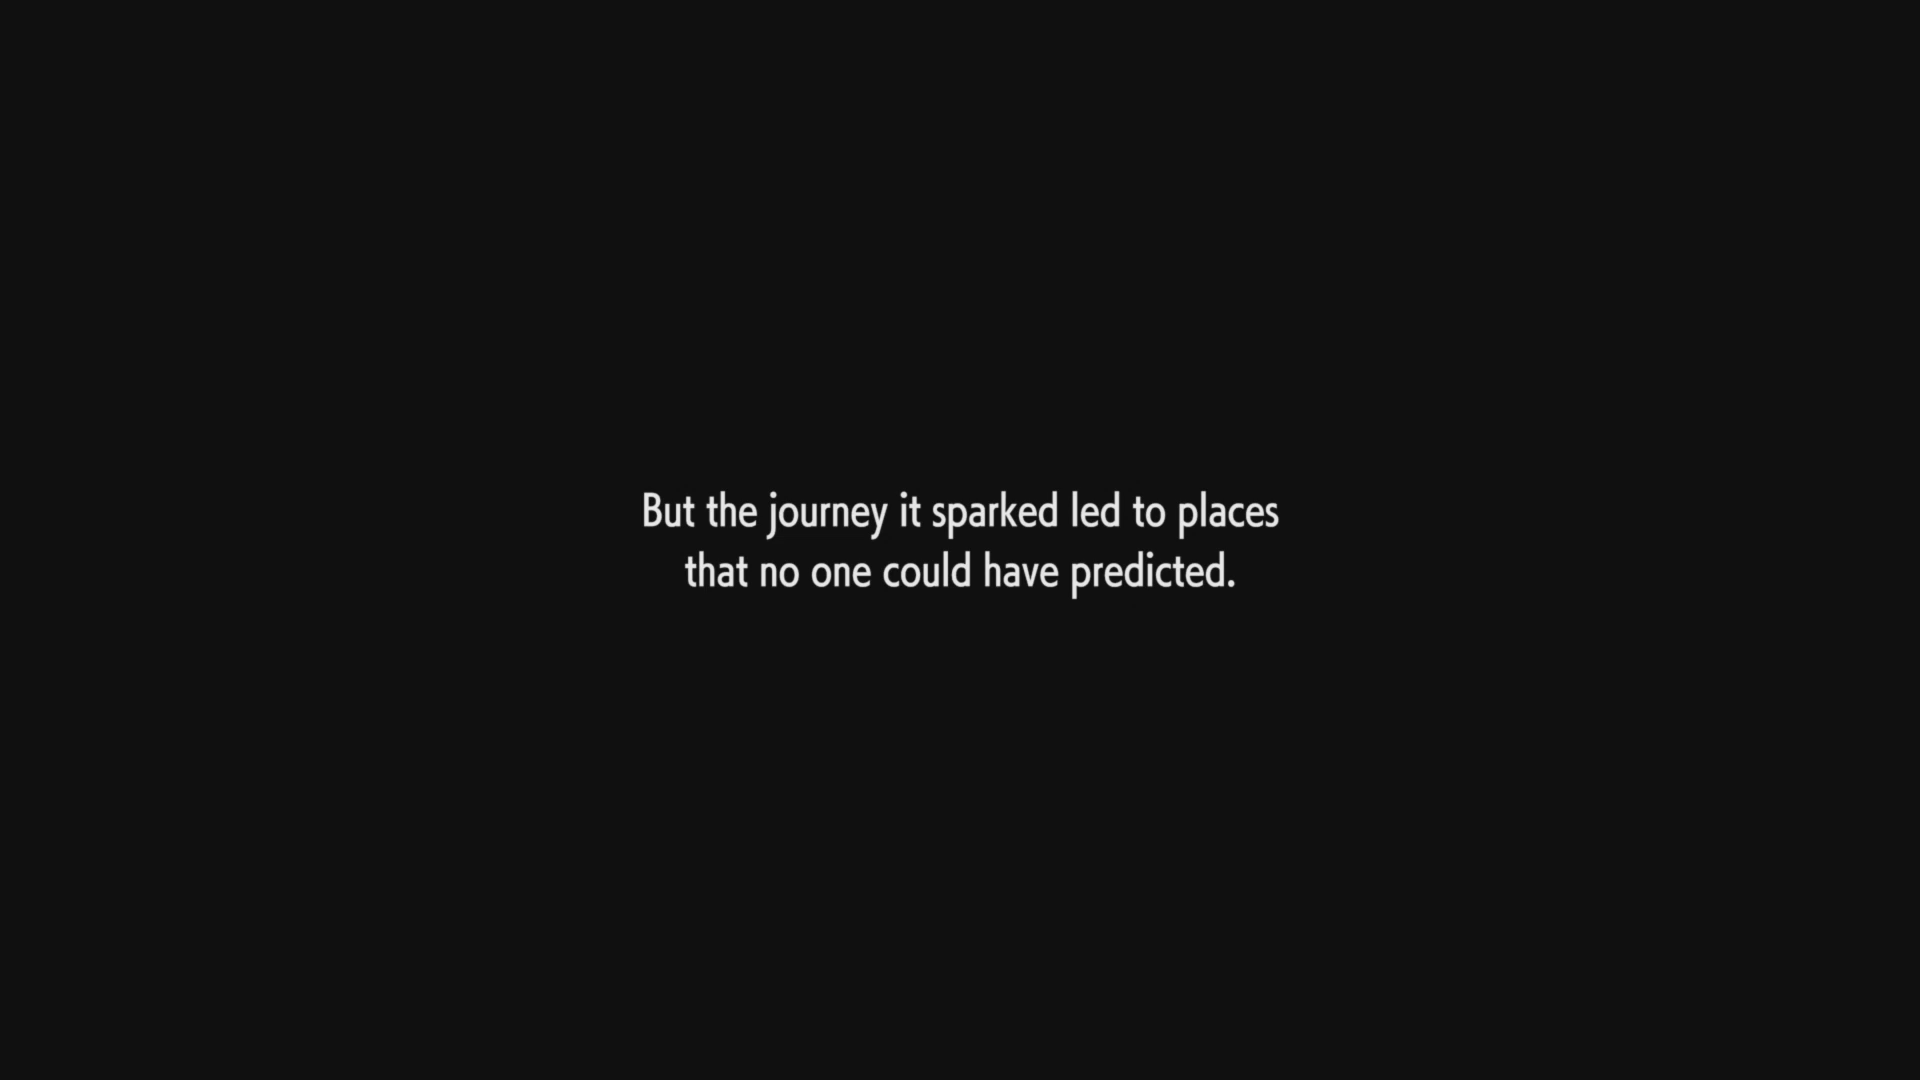 But the journey it sparked led to places
that no one could have predicted.